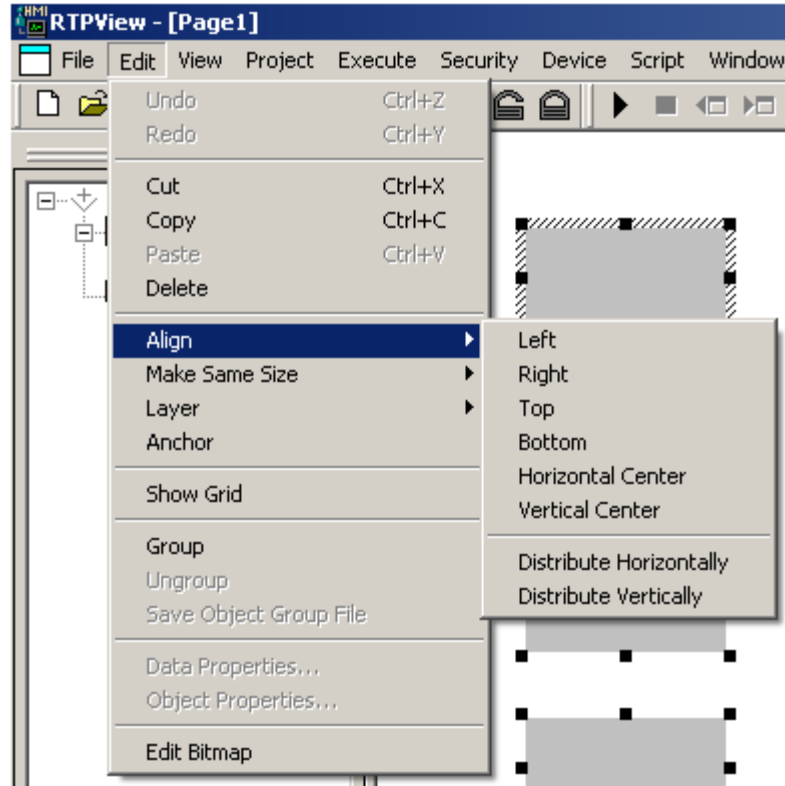 HMI
RTPView - [Page1]
File Edit View Project Execute Security Device Script Window
Undo Ctrl+Z
Redo Ctrl+Y
Cut Ctrl+X
Copy Ctrl+C
Paste Ctrl+V
Delete
Align
Make Same Size
Layer
Anchor
Show Grid
Group
Ungroup
Save Object Group File
Data Properties...
Object Properties...
Edit Bitmap
Left
Right
Top
Bottom
Horizontal Center
Vertical Center
Distribute Horizontally
Distribute Vertically